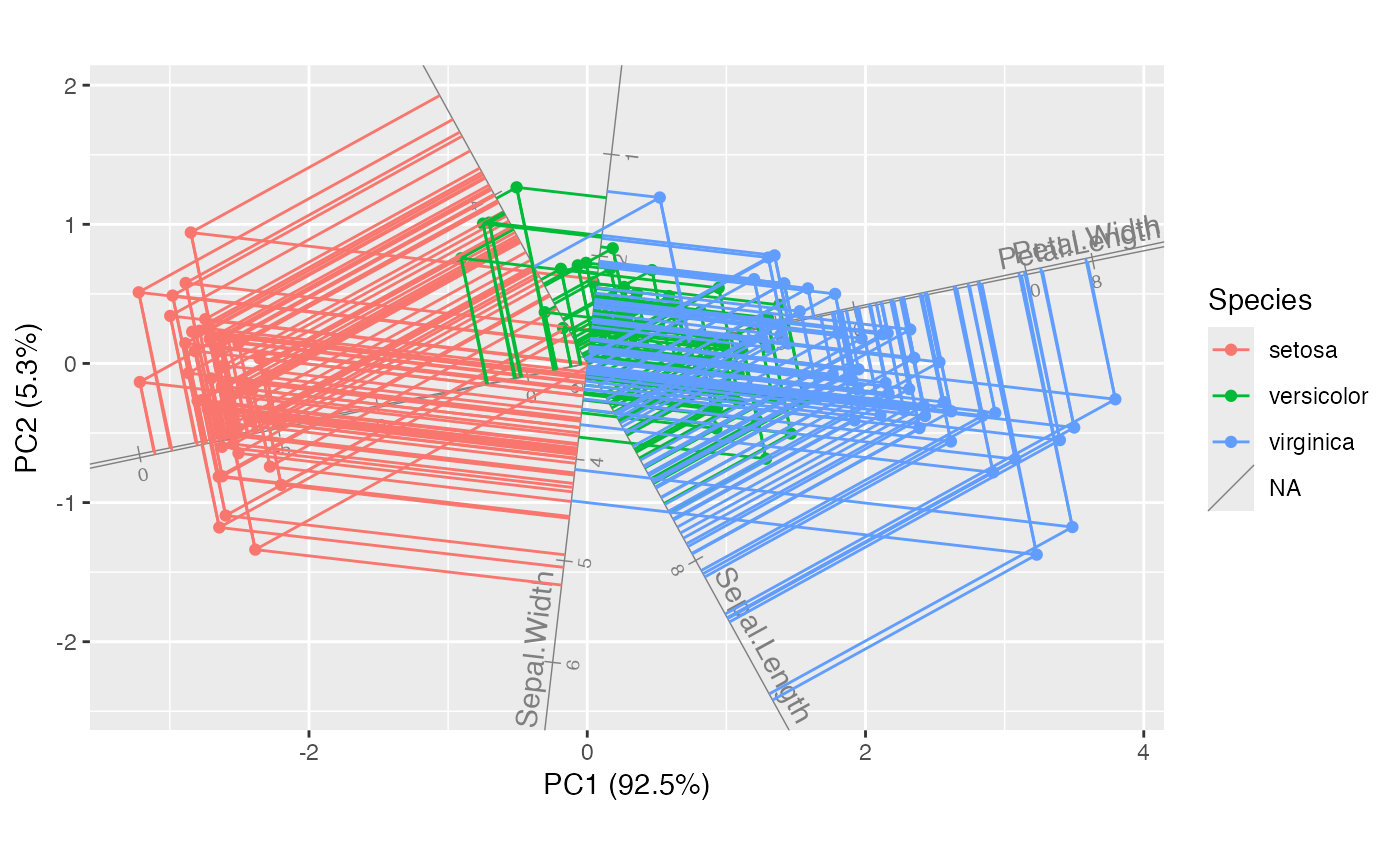 2
1
0
-1
-2
PC2 (5.3%)
-2
0
2
4
PC1 (92.5%)
1
2
4
5
6
Sepal.Width
8
Sepal.Length
0
0
8
Petal.Length
Petal.Width
Species
setosa
versicolor
virginica
NA